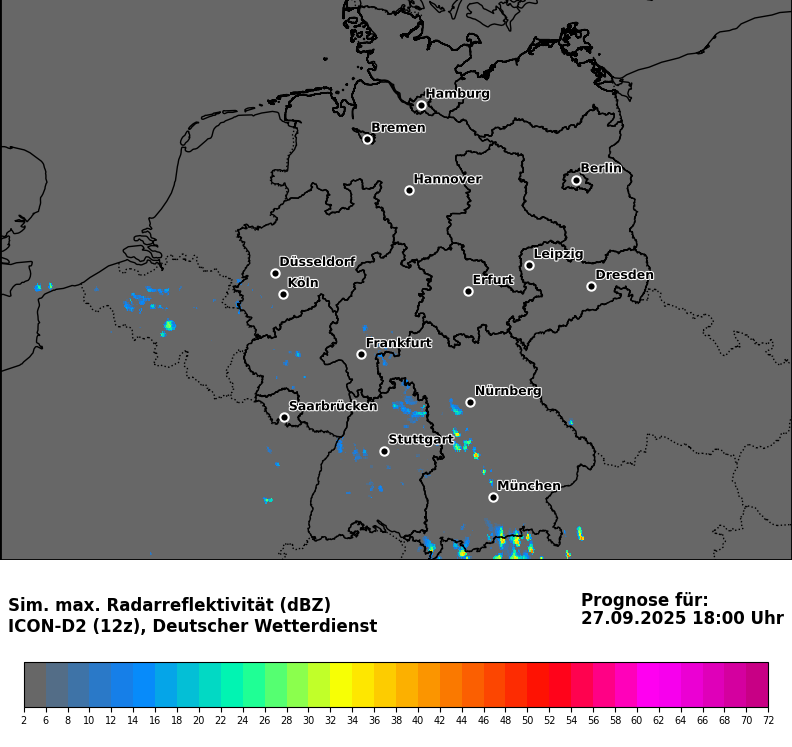 Hamburg
Bremen
Berlin
Hannover
Leipzig
Düsseldorf
Dresden
Köln
Erfurt
Frankfurt
Nürnberg
Saarbrücken
Stuttgart
München
Sim. max. Radarreflektivität (dBZ)
ICON-D2 (12z), Deutscher Wetterdienst
Prognose für:
27.09.2025 18:00 Uhr
2 6 8 10 12 14 16 18 20 22 24 26 28 30 32 34 36 38 40 42 44 46 48 50 52 54 56 58 60 62 64 66 68 70 72